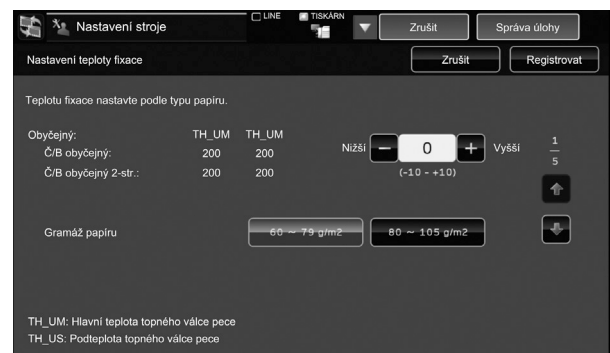 Nastavení stroje
LINE
TISKÁRN
Zrušit
Správa úlohy
Nastavení teploty fixace
Zrušit
Registrovat
Teplotu fixace nastavte podle typu papíru.
Obyčejný: TH_UM TH_UM
Č/B obyčejný: 200 200
Č/B obyčejný 2-str.: 200 200
Nižší − 0 + Vyšší
(-10 - +10)
1
5
Gramáž papíru
60 ~ 79 g/m2
80 ~ 105 g/m2
TH_UM: Hlavní teplota topného válce pece
TH_US: Podteplota topného válce pece